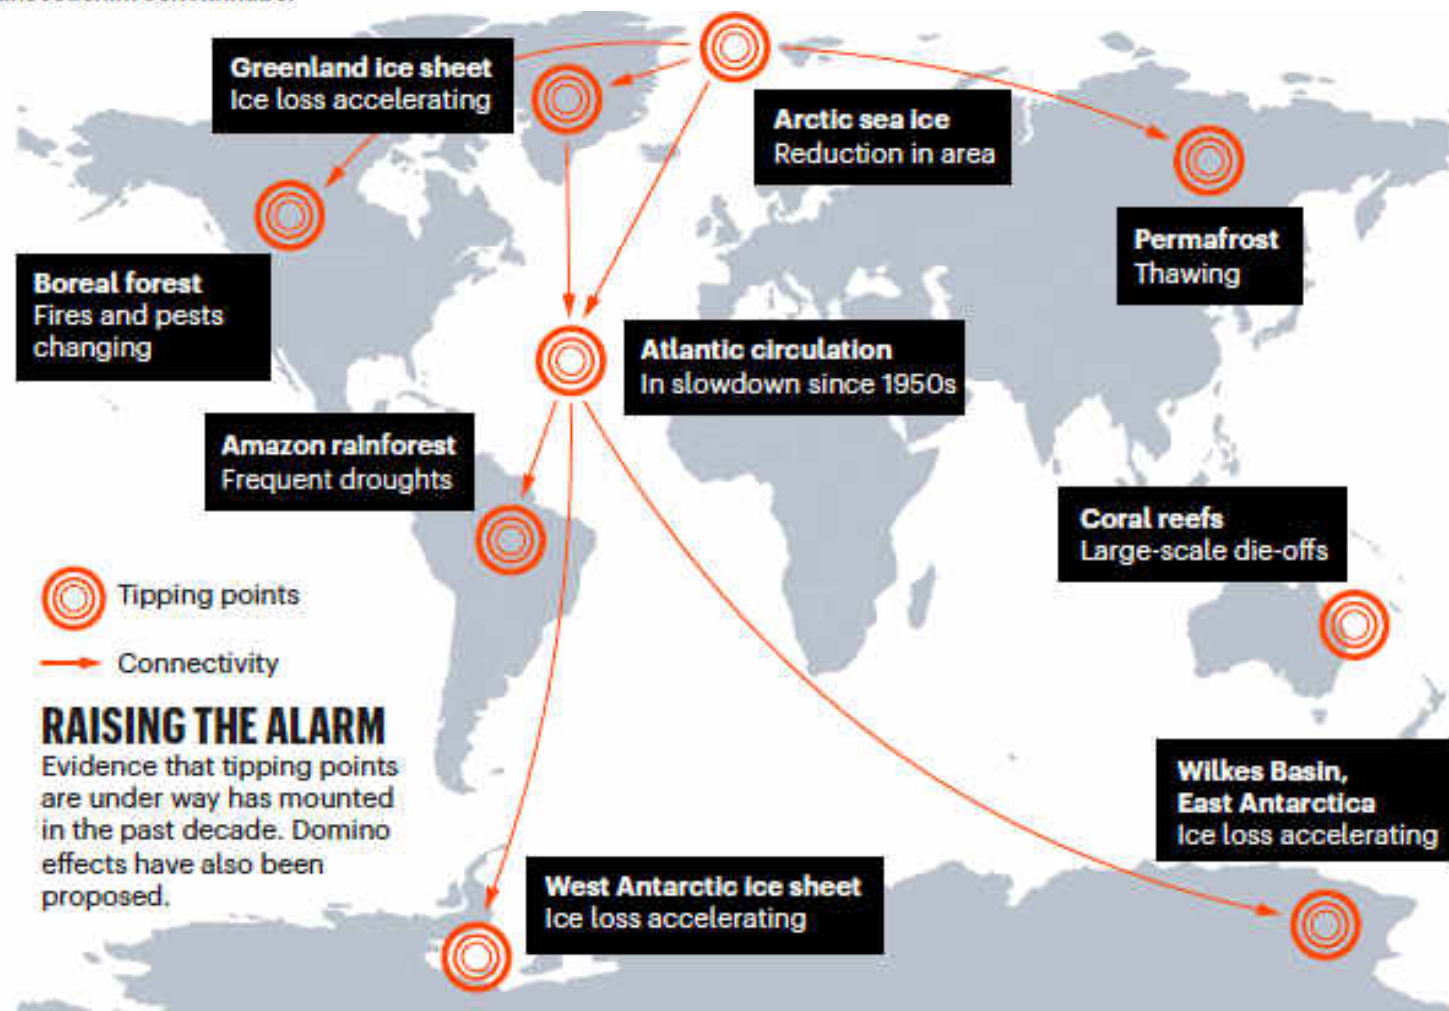 Greenland ice sheet
Ice loss accelerating
Arctic sea ice
Reduction in area
Permafrost
Thawing
Boreal forest
Fires and pests
changing
Atlantic circulation
In slowdown since 1950s
Amazon rainforest
Frequent droughts
Coral reefs
Large-scale die-offs
Tipping points
Connectivity
RAISING THE ALARM
Evidence that tipping points
are under way has mounted
in the past decade. Domino
effects have also been
proposed.
Wilkes Basin,
East Antarctica
Ice loss accelerating
West Antarctic ice sheet
Ice loss accelerating